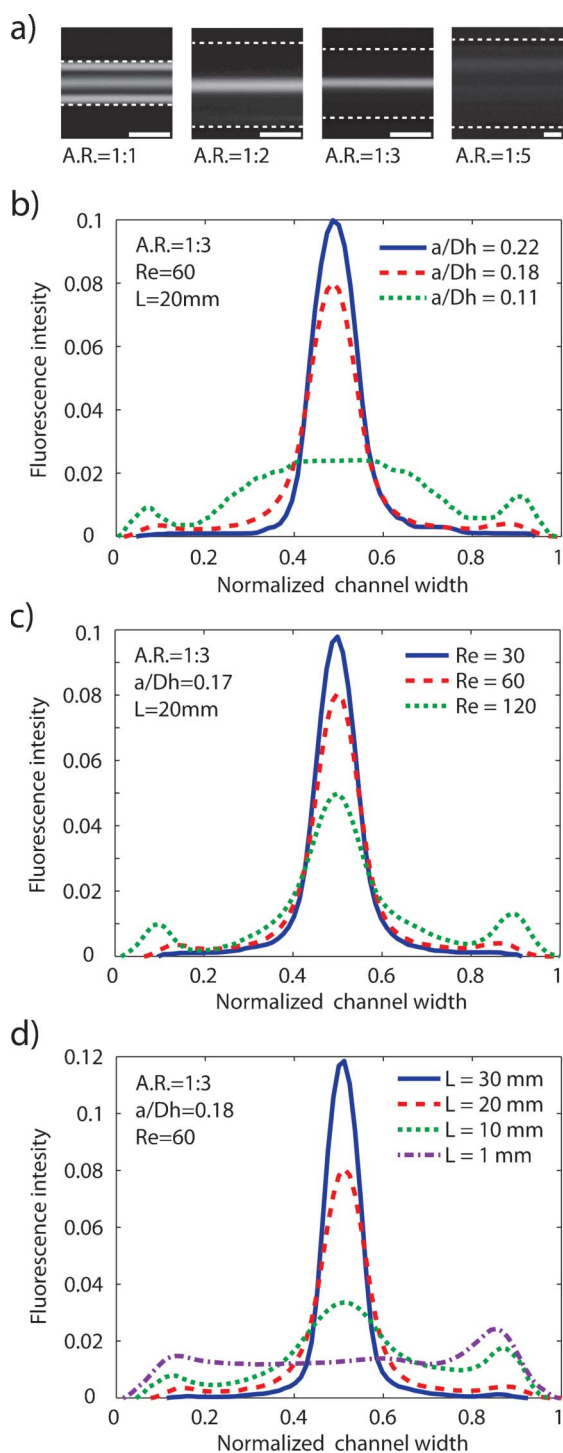 a)
A.R.=1:1
A.R.=1:2
A.R.=1:3
A.R.=1:5
b)
0.1
0.08
0.06
0.04
0.02
0
Fluorescence intesity
A.R.=1:3
Re=60
L=20mm
a/Dh = 0.22
a/Dh = 0.18
a/Dh = 0.11
0
0.2
0.4
0.6
0.8
1
Normalized channel width
c)
0.1
0.08
0.06
0.04
0.02
0
Fluorescence intesity
A.R.=1:3
a/Dh=0.17
L=20mm
Re = 30
Re = 60
Re = 120
0
0.2
0.4
0.6
0.8
1
Normalized channel width
d)
0.12
0.1
0.08
0.06
0.04
0.02
0
Fluorescence intesity
A.R.=1:3
a/Dh=0.18
Re=60
L = 30 mm
L = 20 mm
L = 10 mm
L = 1 mm
0
0.2
0.4
0.6
0.8
1
Normalized channel width